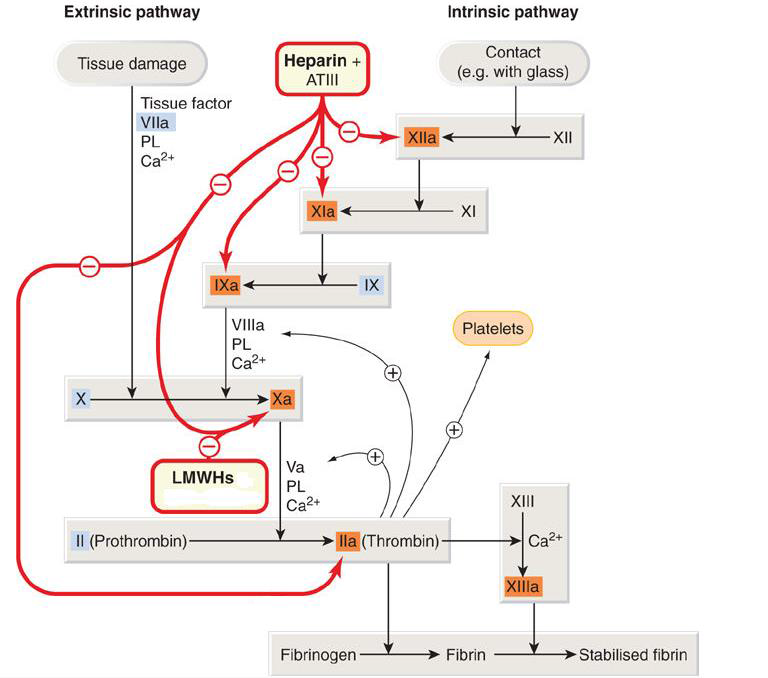 Extrinsic pathway
Intrinsic pathway
Tissue damage
Heparin +
ATIII
Contact
(e.g. with glass)
Tissue factor
VIIa
PL
Ca²⁺
−
−
−
−
−
XIIa
XII
XIa
XI
IXa
IX
VIIIa
PL
Ca²⁺
Platelets
+
+
+
X
Xa
−
LMWHs
Va
PL
Ca²⁺
II (Prothrombin)
IIa (Thrombin)
XIII
Ca²⁺
XIIIa
Fibrinogen
Fibrin
Stabilised fibrin